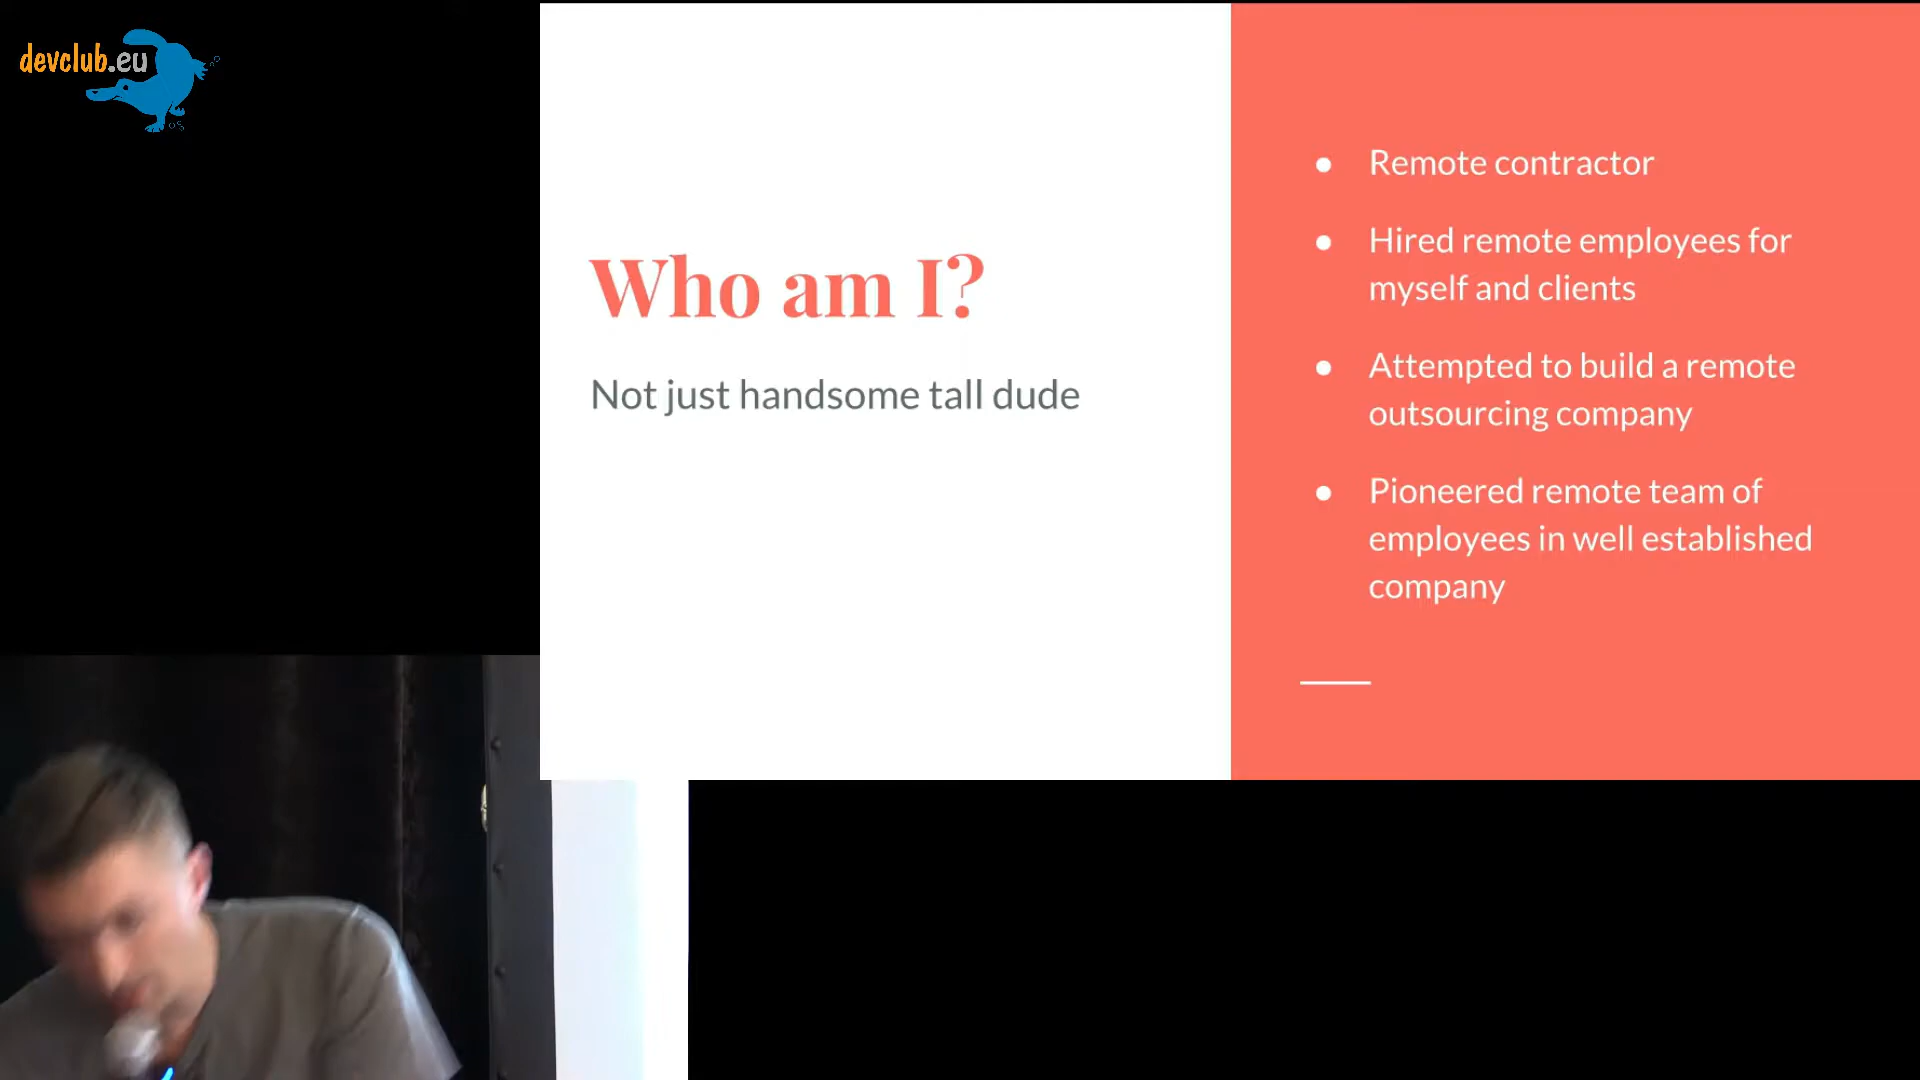 devclub.eu
Who am I?
Not just handsome tall dude
● Remote contractor
● Hired remote employees for
myself and clients
● Attempted to build a remote
outsourcing company
● Pioneered remote team of
employees in well established
company